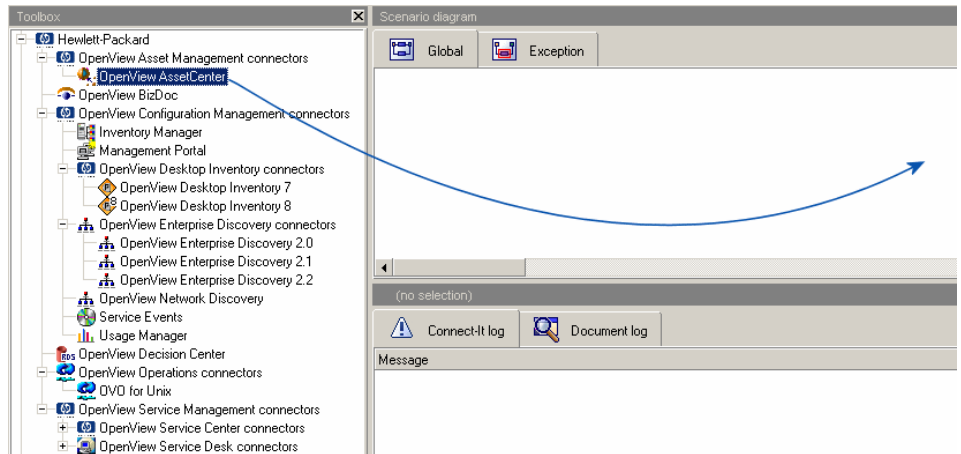 Toolbox
Hewlett-Packard
OpenView Asset Management connectors
OpenView AssetCenter
OpenView BizDoc
OpenView Configuration Management connectors
Inventory Manager
Management Portal
OpenView Desktop Inventory connectors
OpenView Desktop Inventory 7
OpenView Desktop Inventory 8
OpenView Enterprise Discovery connectors
OpenView Enterprise Discovery 2.0
OpenView Enterprise Discovery 2.1
OpenView Enterprise Discovery 2.2
OpenView Network Discovery
Service Events
Usage Manager
OpenView Decision Center
OpenView Operations connectors
OVO for Unix
OpenView Service Management connectors
OpenView Service Center connectors
OpenView Service Desk connectors
Scenario diagram
Global Exception
(no selection)
Connect-It log Document log
Message